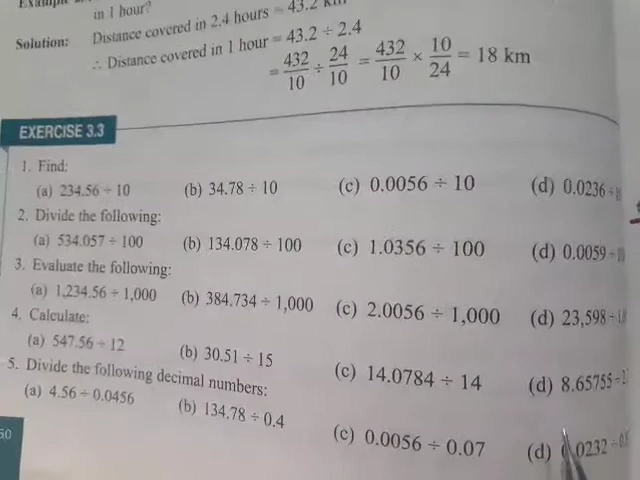 in 1 hour?
Solution: Distance covered in 2.4 hours = 43.2 km
∴ Distance covered in 1 hour = 43.2 ÷ 2.4
= 432/10 ÷ 24/10 = 432/10 × 10/24 = 18 km
EXERCISE 3.3
1. Find:
(a) 234.56 ÷ 10 (b) 34.78 ÷ 10 (c) 0.0056 ÷ 10 (d) 0.0236 ÷
2. Divide the following:
(a) 534.057 ÷ 100 (b) 134.078 ÷ 100 (c) 1.0356 ÷ 100 (d) 0.0059 ÷
3. Evaluate the following:
(a) 1,234.56 ÷ 1,000 (b) 384.734 ÷ 1,000 (c) 2.0056 ÷ 1,000 (d) 23,598 ÷
4. Calculate:
(a) 547.56 ÷ 12 (b) 30.51 ÷ 15 (c) 14.0784 ÷ 14 (d) 8.65755 ÷
5. Divide the following decimal numbers:
(a) 4.56 ÷ 0.0456 (b) 134.78 ÷ 0.4 (c) 0.0056 ÷ 0.07 (d) 0.0232 ÷